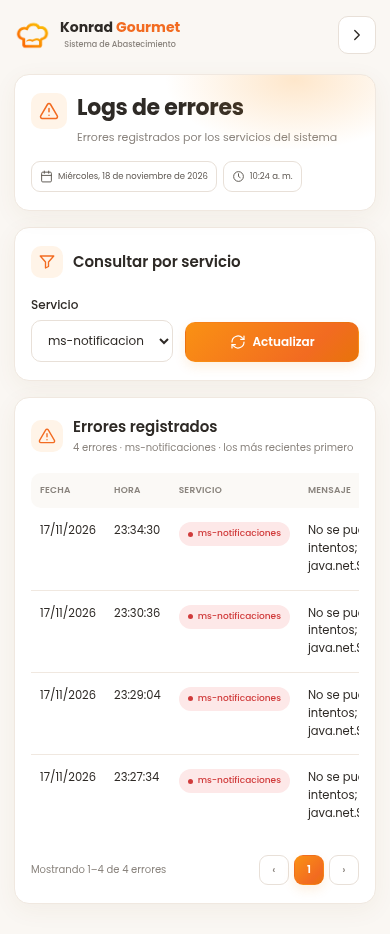 Konrad Gourmet
Sistema de Abastecimiento
Logs de errores
Errores registrados por los servicios del sistema
Miércoles, 18 de noviembre de 2026
10:24 a. m.
Consultar por servicio
Servicio
ms-notificacion
Actualizar
Errores registrados
4 errores · ms-notificaciones · los más recientes primero
FECHA HORA SERVICIO MENSAJE
17/11/2026 23:34:30 ms-notificaciones No se pue
intentos;
java.net.S
17/11/2026 23:30:36 ms-notificaciones No se pue
intentos;
java.net.S
17/11/2026 23:29:04 ms-notificaciones No se pue
intentos;
java.net.S
17/11/2026 23:27:34 ms-notificaciones No se pue
intentos;
java.net.S
Mostrando 1–4 de 4 errores ‹ 1 ›